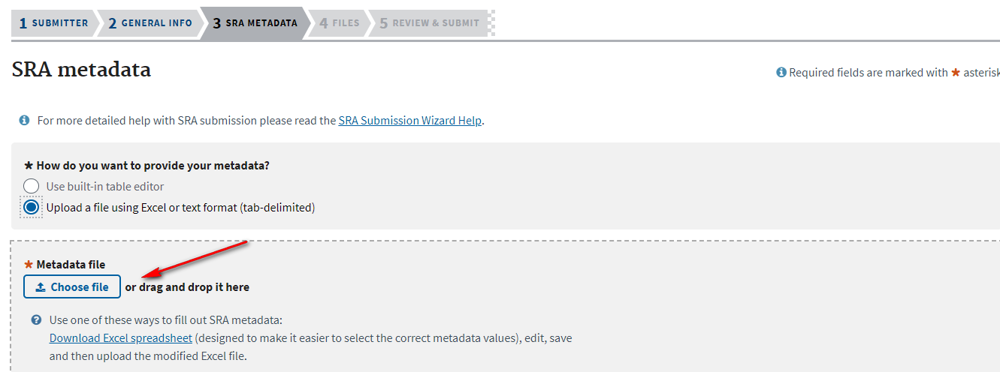 1 SUBMITTER 2 GENERAL INFO 3 SRA METADATA 4 FILES 5 REVIEW & SUBMIT
SRA metadata
Required fields are marked with * asterisk
For more detailed help with SRA submission please read the SRA Submission Wizard Help.
* How do you want to provide your metadata?
Use built-in table editor
Upload a file using Excel or text format (tab-delimited)
* Metadata file
Choose file or drag and drop it here
Use one of these ways to fill out SRA metadata:
Download Excel spreadsheet (designed to make it easier to select the correct metadata values), edit, save
and then upload the modified Excel file.